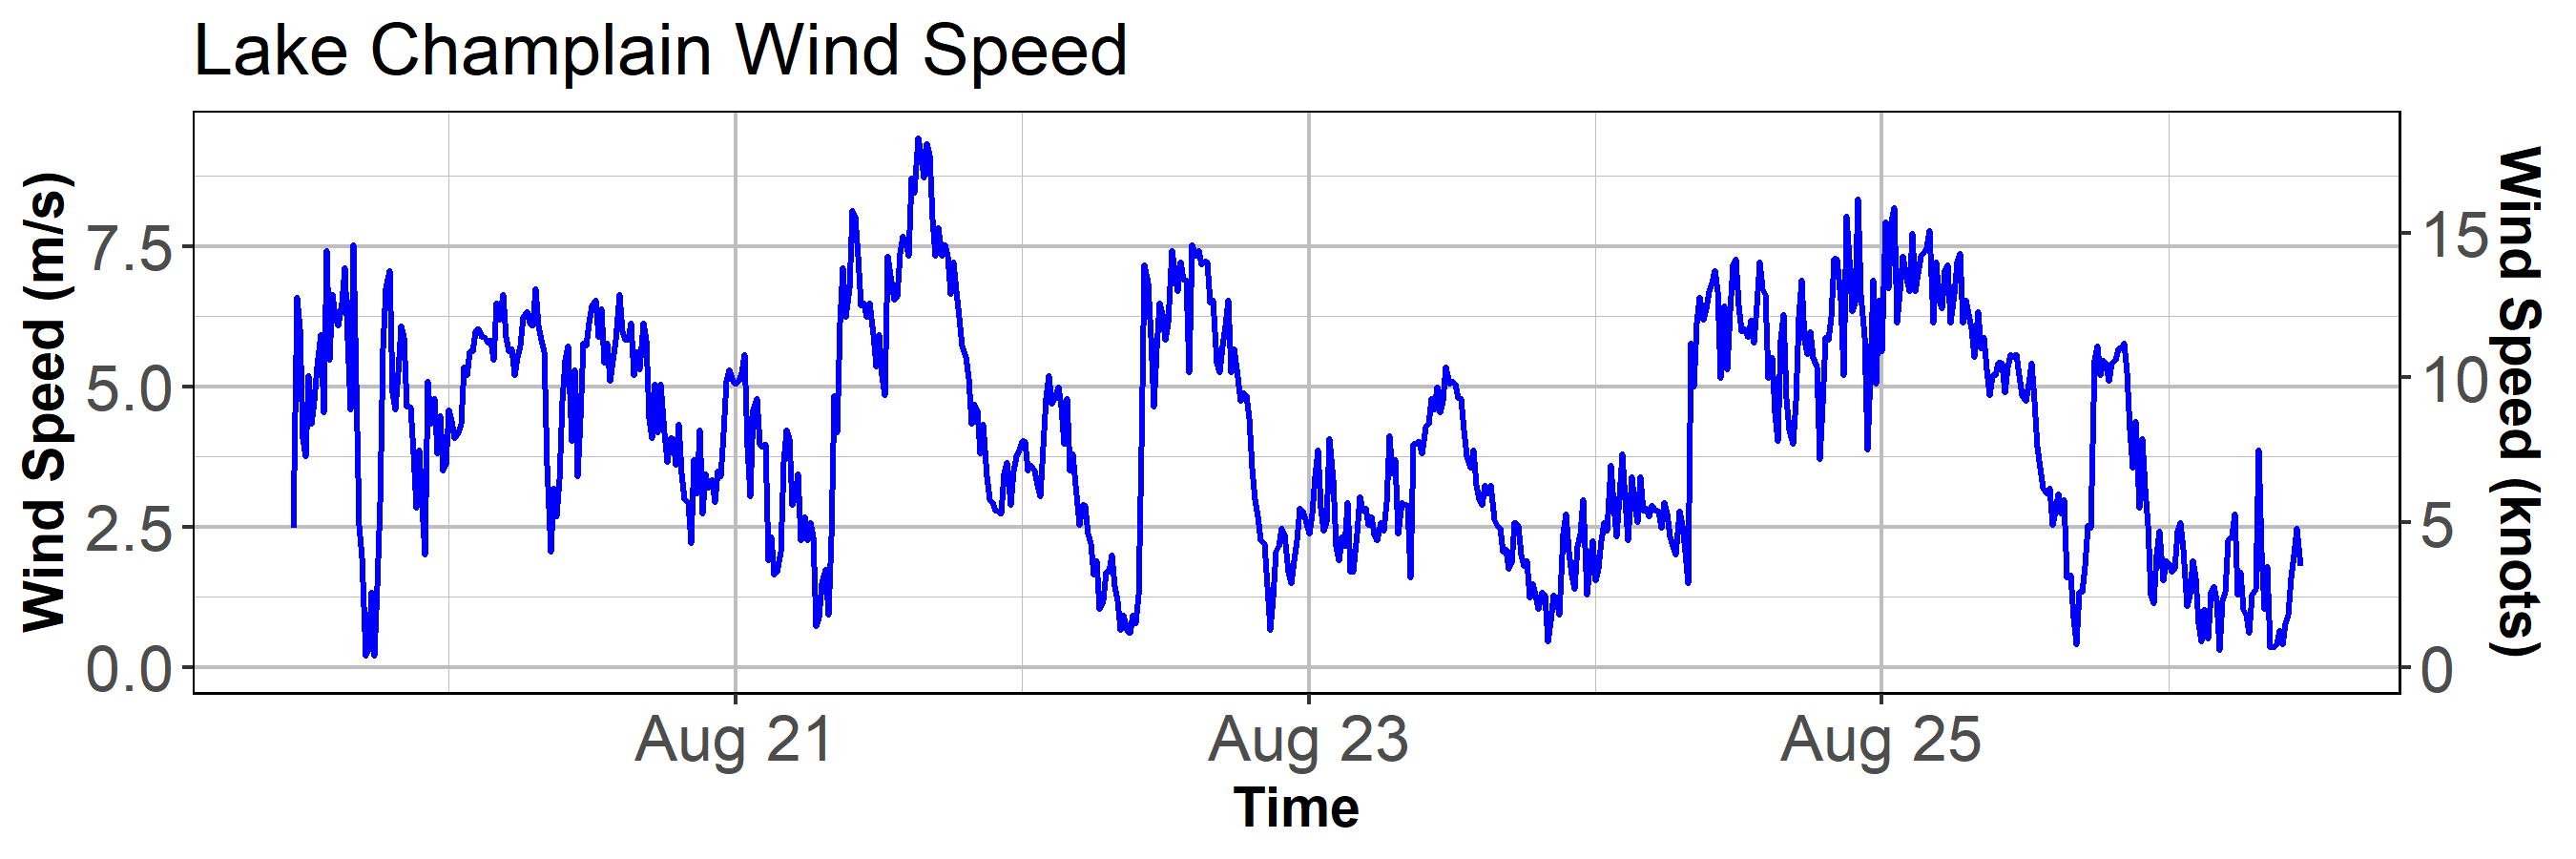 Lake Champlain Wind Speed
Wind Speed (m/s)
7.5
5.0
2.5
0.0
15
10
5
0
Wind Speed (knots)
Aug 21
Aug 23
Aug 25
Time